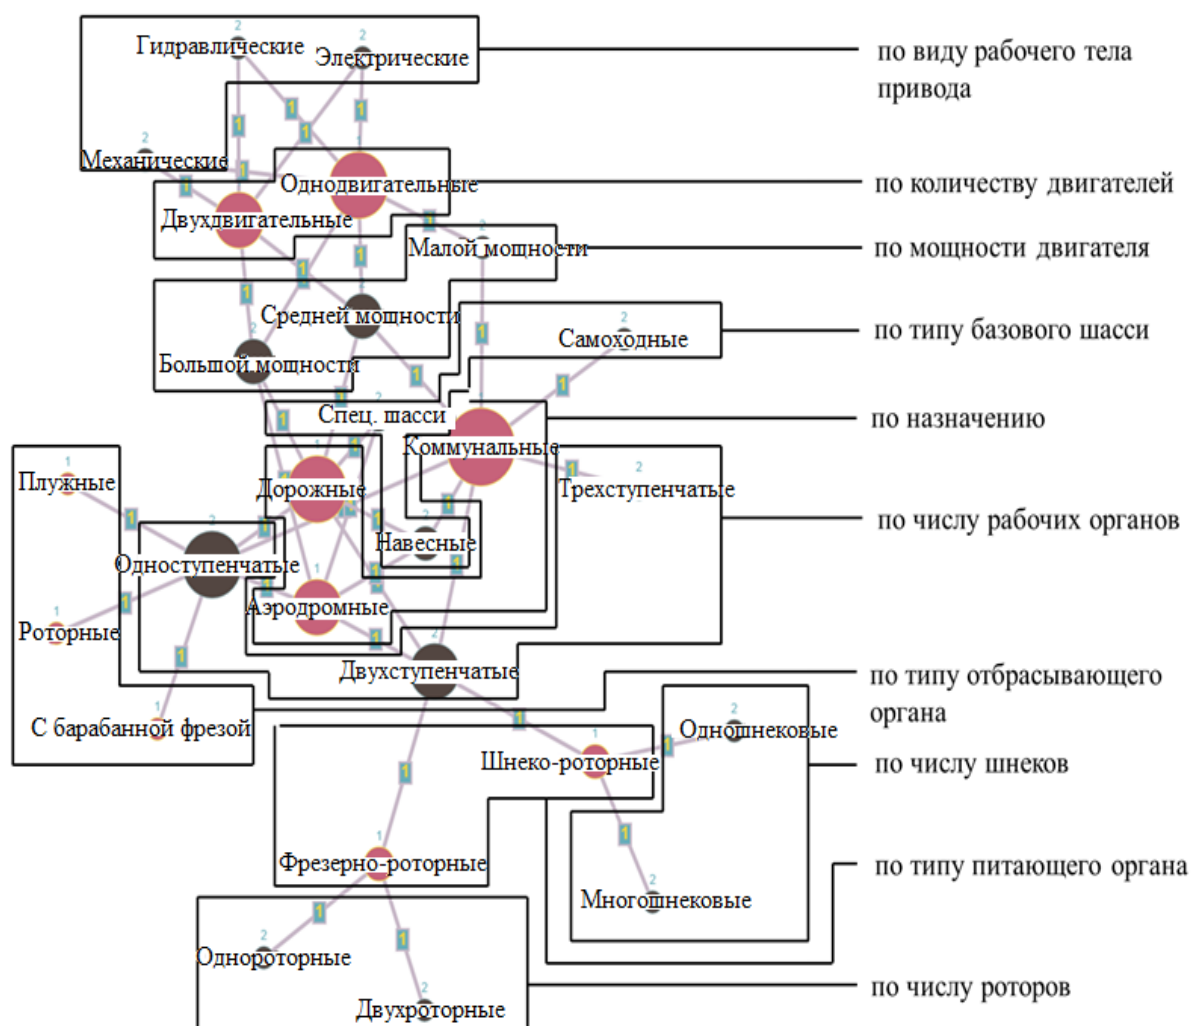 Гидравлические
Электрические
по виду рабочего тела
привода
Механические
Однодвигательные
по количеству двигателей
Двухдвигательные
Малой мощности
по мощности двигателя
Средней мощности
Самоходные
по типу базового шасси
Большой мощности
Спец. шасси
по назначению
Коммунальные
Плужные
Дорожные
Трехступенчатые
по числу рабочих органов
Навесные
Одноступенчатые
Аэродромные
Роторные
Двухступенчатые
по типу отбрасывающего
органа
С барабанной фрезой
Одношнековые
Шнеко-роторные
по числу шнеков
Фрезерно-роторные
по типу питающего органа
Многошнековые
Однороторные
по числу роторов
Двухроторные